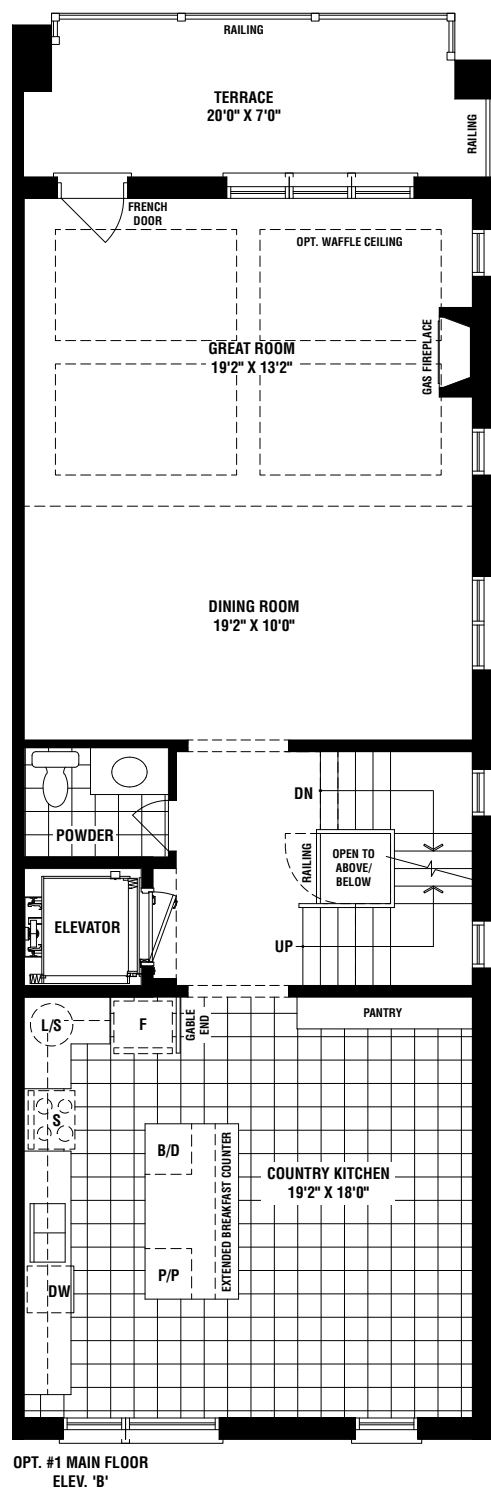 RAILING
TERRACE
20'0" X 7'0"
RAILING
FRENCH
DOOR
OPT. WAFFLE CEILING
GREAT ROOM
19'2" X 13'2"
GAS FIREPLACE
DINING ROOM
19'2" X 10'0"
DN
POWDER
RAILING
OPEN TO
ABOVE/
BELOW
ELEVATOR
UP
L/S
F
GABLE
END
PANTRY
S
B/D
EXTENDED BREAKFAST COUNTER
COUNTRY KITCHEN
19'2" X 18'0"
P/P
DW
OPT. #1 MAIN FLOOR
ELEV. 'B'